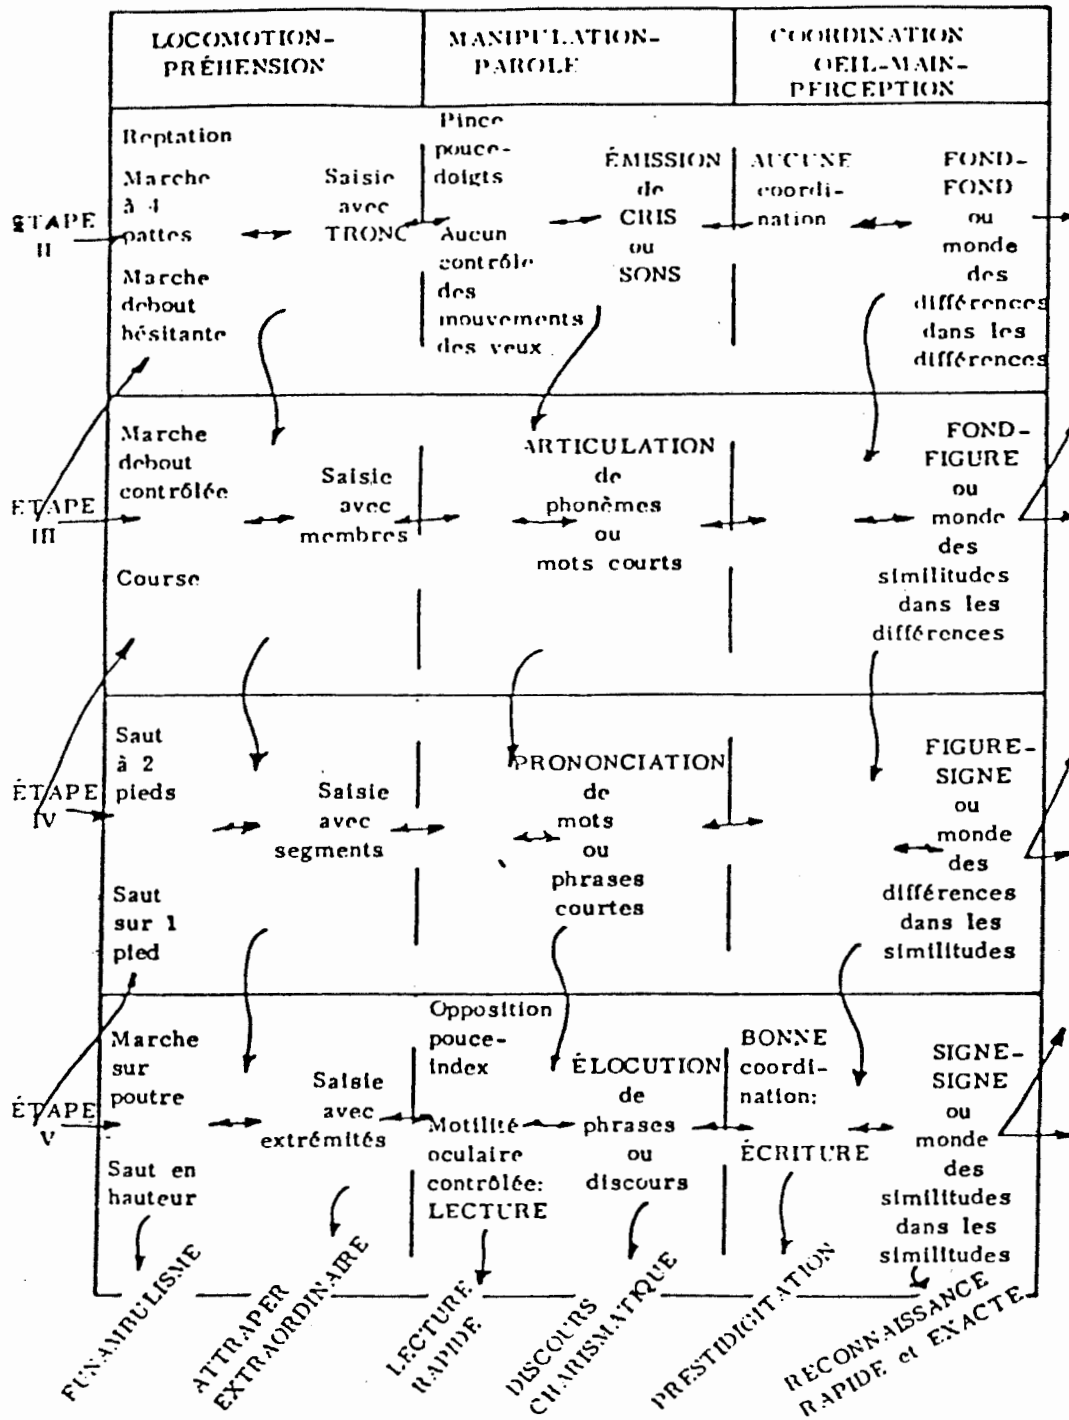 LOCOMOTION-
PRÉHENSION
MANIPULATION-
PAROLE
COORDINATION
OEIL-MAIN-
PERCEPTION
ÉTAPE
II
Reptation
Marche
à 4
pattes
Marche
debout
hésitante
Saisie
avec
TRONC
Pince
pouce-
doigts
Aucun
contrôle
des
mouvements
des yeux
ÉMISSION
de
CRIS
ou
SONS
AUCUNE
coordi-
nation
FOND-
FOND
ou
monde
des
différences
dans les
différences
ETAPE
III
Marche
debout
contrôlée
Course
Saisie
avec
membres
ARTICULATION
de
phonèmes
ou
mots courts
FOND-
FIGURE
ou
monde
des
similitudes
dans les
différences
ÉTAPE
IV
Saut
à 2
pieds
Saut
sur 1
pied
Saisie
avec
segments
PRONONCIATION
de
mots
ou
phrases
courtes
FIGURE-
SIGNE
ou
monde
des
différences
dans les
similitudes
ÉTAPE
V
Marche
sur
poutre
Saut en
hauteur
Saisie
avec
extrémités
Opposition
pouce-
index
Motilité
oculaire
contrôlée:
LECTURE
ÉLOCUTION
de
phrases
ou
discours
BONNE
coordi-
nation:
ÉCRITURE
SIGNE-
SIGNE
ou
monde
des
similitudes
dans les
similitudes
FUNAMBULISME
ATTRAPER
EXTRAORDINAIRE
LECTURE
RAPIDE
DISCOURS
CHARISMATIQUE
PRESTIDIGITATION
RECONNAISSANCE
RAPIDE et EXACTE